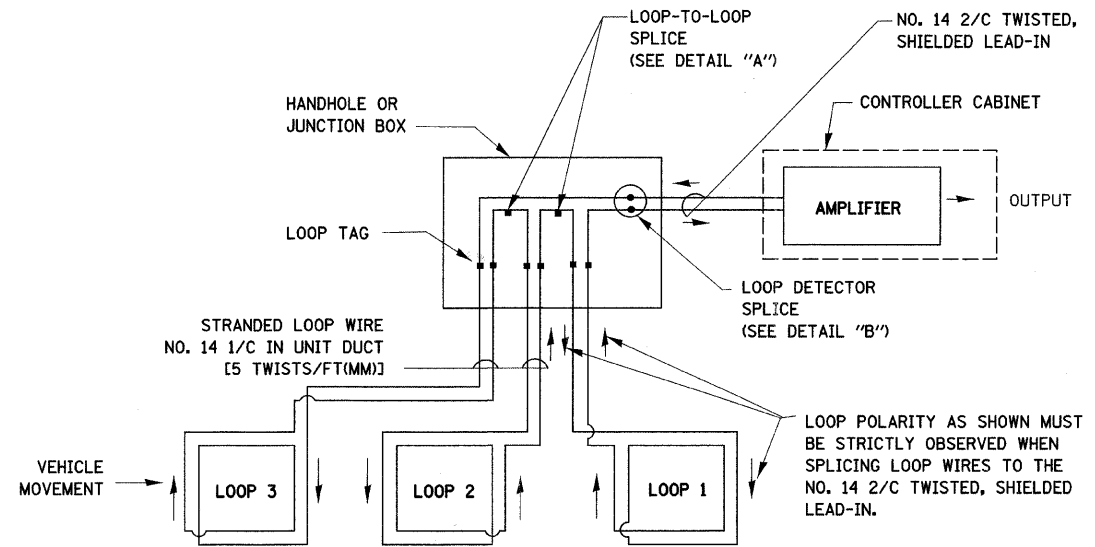 LOOP-TO-LOOP
SPLICE
(SEE DETAIL "A")
NO. 14 2/C TWISTED,
SHIELDED LEAD-IN
HANDHOLE OR
JUNCTION BOX
CONTROLLER CABINET
AMPLIFIER
OUTPUT
LOOP TAG
LOOP DETECTOR
SPLICE
(SEE DETAIL "B")
STRANDED LOOP WIRE
NO. 14 1/C IN UNIT DUCT
[5 TWISTS/FT(MM)]
LOOP POLARITY AS SHOWN MUST
BE STRICTLY OBSERVED WHEN
SPLICING LOOP WIRES TO THE
NO. 14 2/C TWISTED, SHIELDED
LEAD-IN.
VEHICLE
MOVEMENT
LOOP 3
LOOP 2
LOOP 1